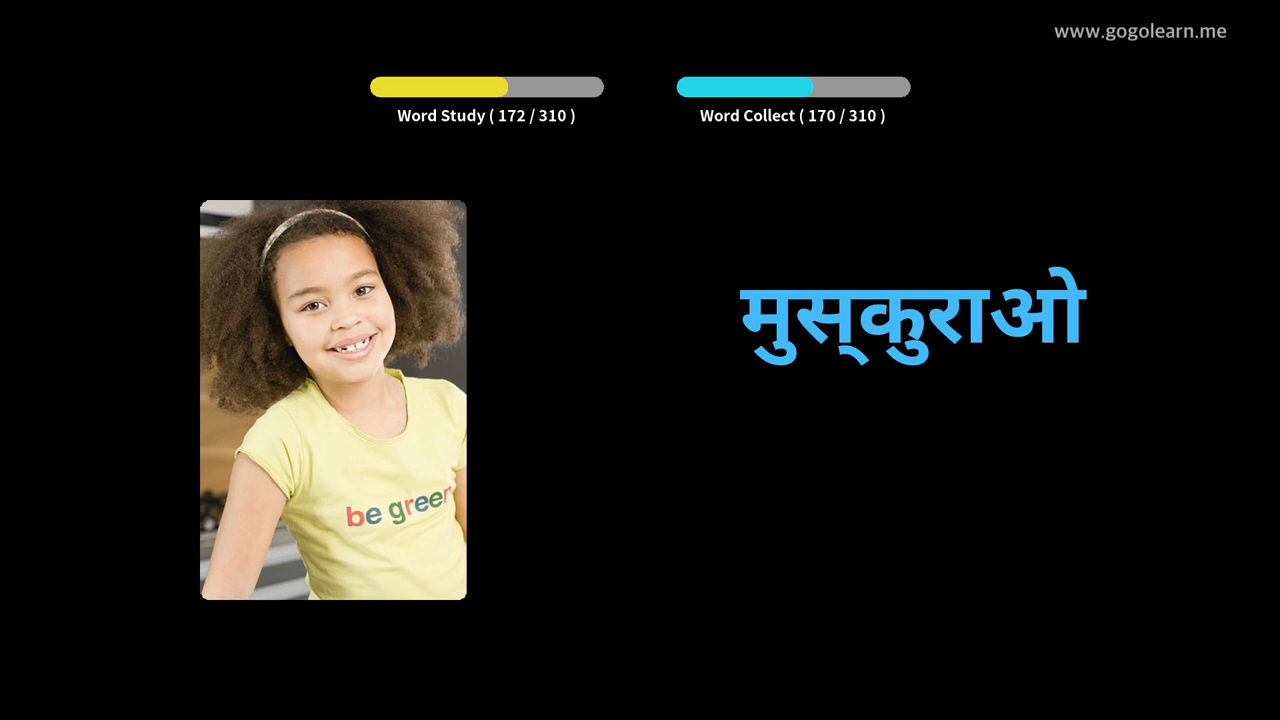 www.gogolearn.me
Word Study ( 172 / 310 )
Word Collect ( 170 / 310 )
मुस्कुराओ
be green